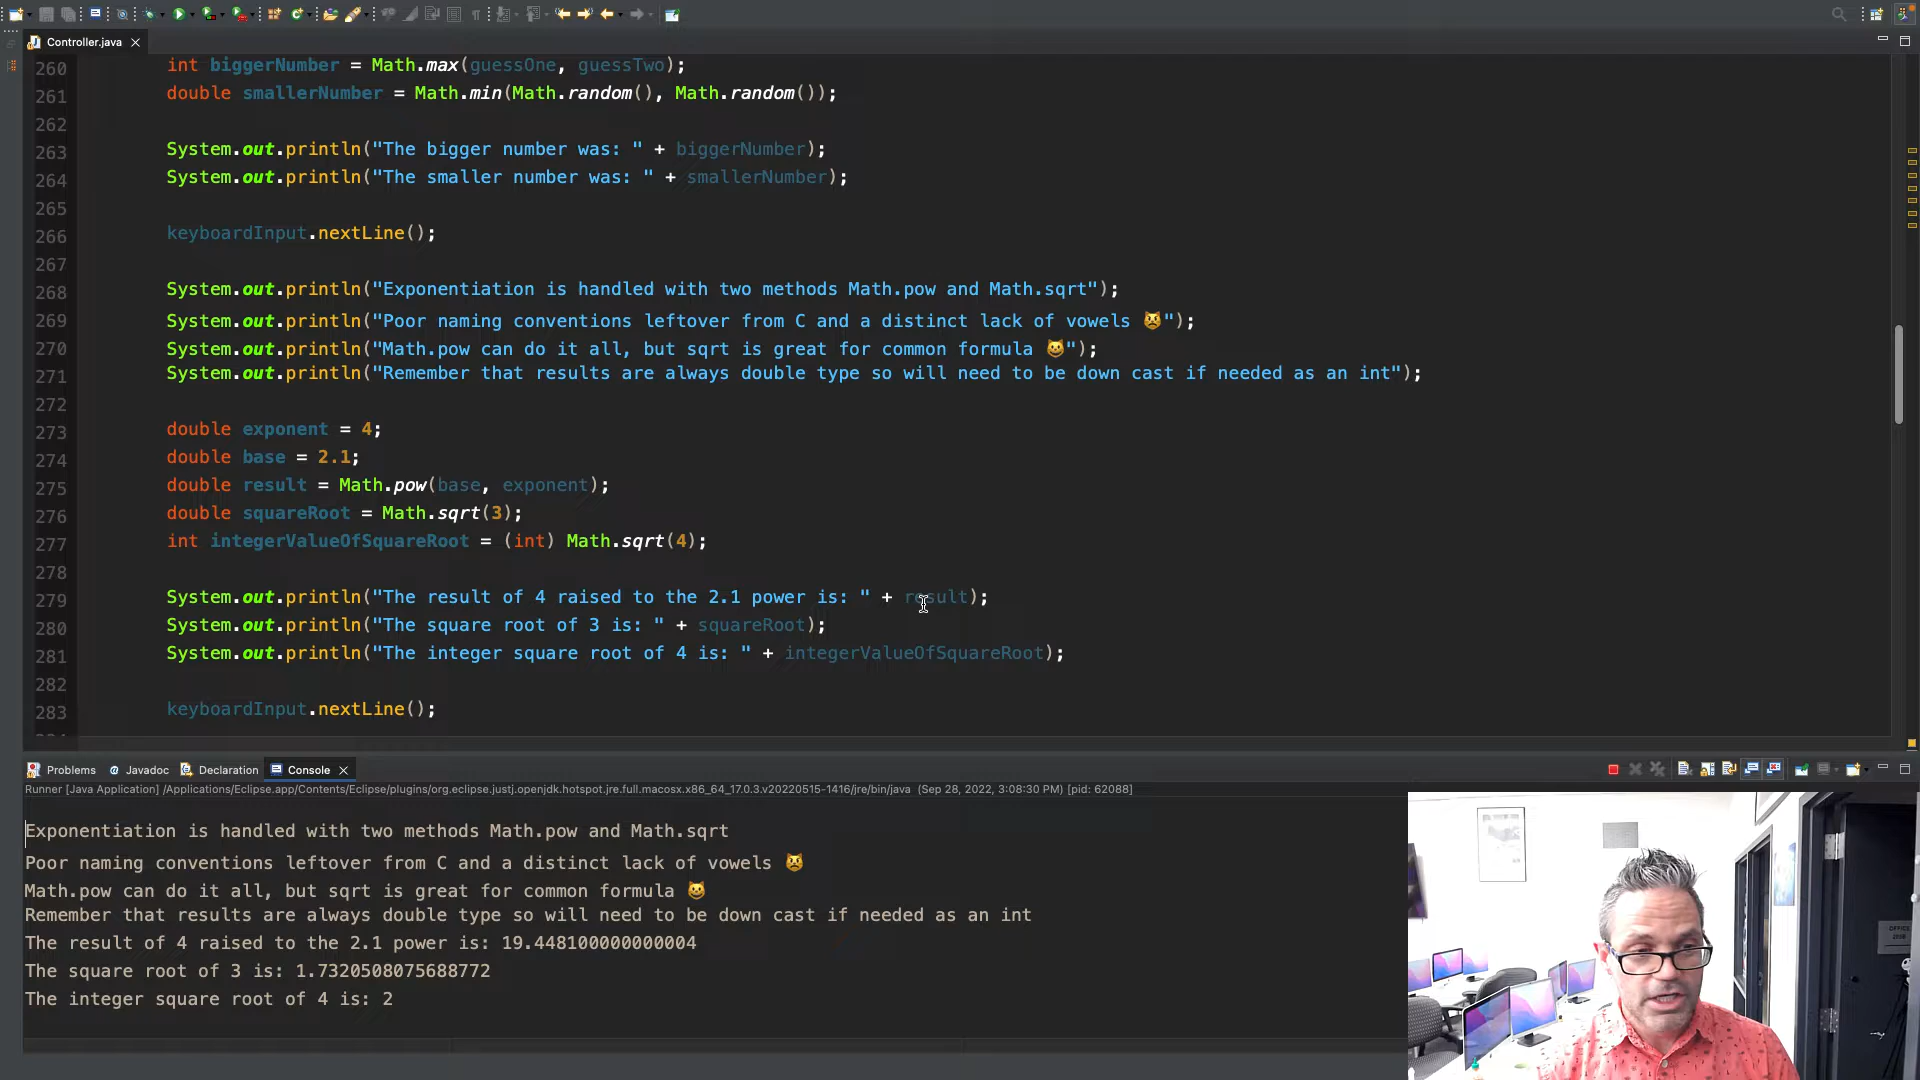 Controller.java
260 int biggerNumber = Math.max(guessOne, guessTwo);
261 double smallerNumber = Math.min(Math.random(), Math.random());
262
263 System.out.println("The bigger number was: " + biggerNumber);
264 System.out.println("The smaller number was: " + smallerNumber);
265
266 keyboardInput.nextLine();
267
268 System.out.println("Exponentiation is handled with two methods Math.pow and Math.sqrt");
269 System.out.println("Poor naming conventions leftover from C and a distinct lack of vowels 😾");
270 System.out.println("Math.pow can do it all, but sqrt is great for common formula 😺");
271 System.out.println("Remember that results are always double type so will need to be down cast if needed as an int");
272
273 double exponent = 4;
274 double base = 2.1;
275 double result = Math.pow(base, exponent);
276 double squareRoot = Math.sqrt(3);
277 int integerValueOfSquareRoot = (int) Math.sqrt(4);
278
279 System.out.println("The result of 4 raised to the 2.1 power is: " + result);
280 System.out.println("The square root of 3 is: " + squareRoot);
281 System.out.println("The integer square root of 4 is: " + integerValueOfSquareRoot);
282
283 keyboardInput.nextLine();
Problems @ Javadoc Declaration Console
Runner [Java Application] /Applications/Eclipse.app/Contents/Eclipse/plugins/org.eclipse.justj.openjdk.hotspot.jre.full.macosx.x86_64_17.0.3.v20220515-1416/jre/bin/java (Sep 28, 2022, 3:08:30 PM) [pid: 62088]
Exponentiation is handled with two methods Math.pow and Math.sqrt
Poor naming conventions leftover from C and a distinct lack of vowels 😾
Math.pow can do it all, but sqrt is great for common formula 😺
Remember that results are always double type so will need to be down cast if needed as an int
The result of 4 raised to the 2.1 power is: 19.448100000000004
The square root of 3 is: 1.7320508075688772
The integer square root of 4 is: 2
OFFICE